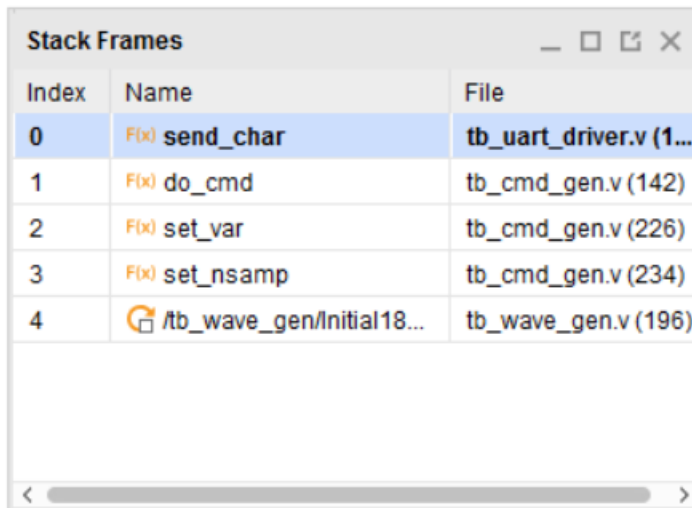 Stack Frames
Index Name File
0 F(x) send_char tb_uart_driver.v (1...
1 F(x) do_cmd tb_cmd_gen.v (142)
2 F(x) set_var tb_cmd_gen.v (226)
3 F(x) set_nsamp tb_cmd_gen.v (234)
4 /tb_wave_gen/Initial18... tb_wave_gen.v (196)